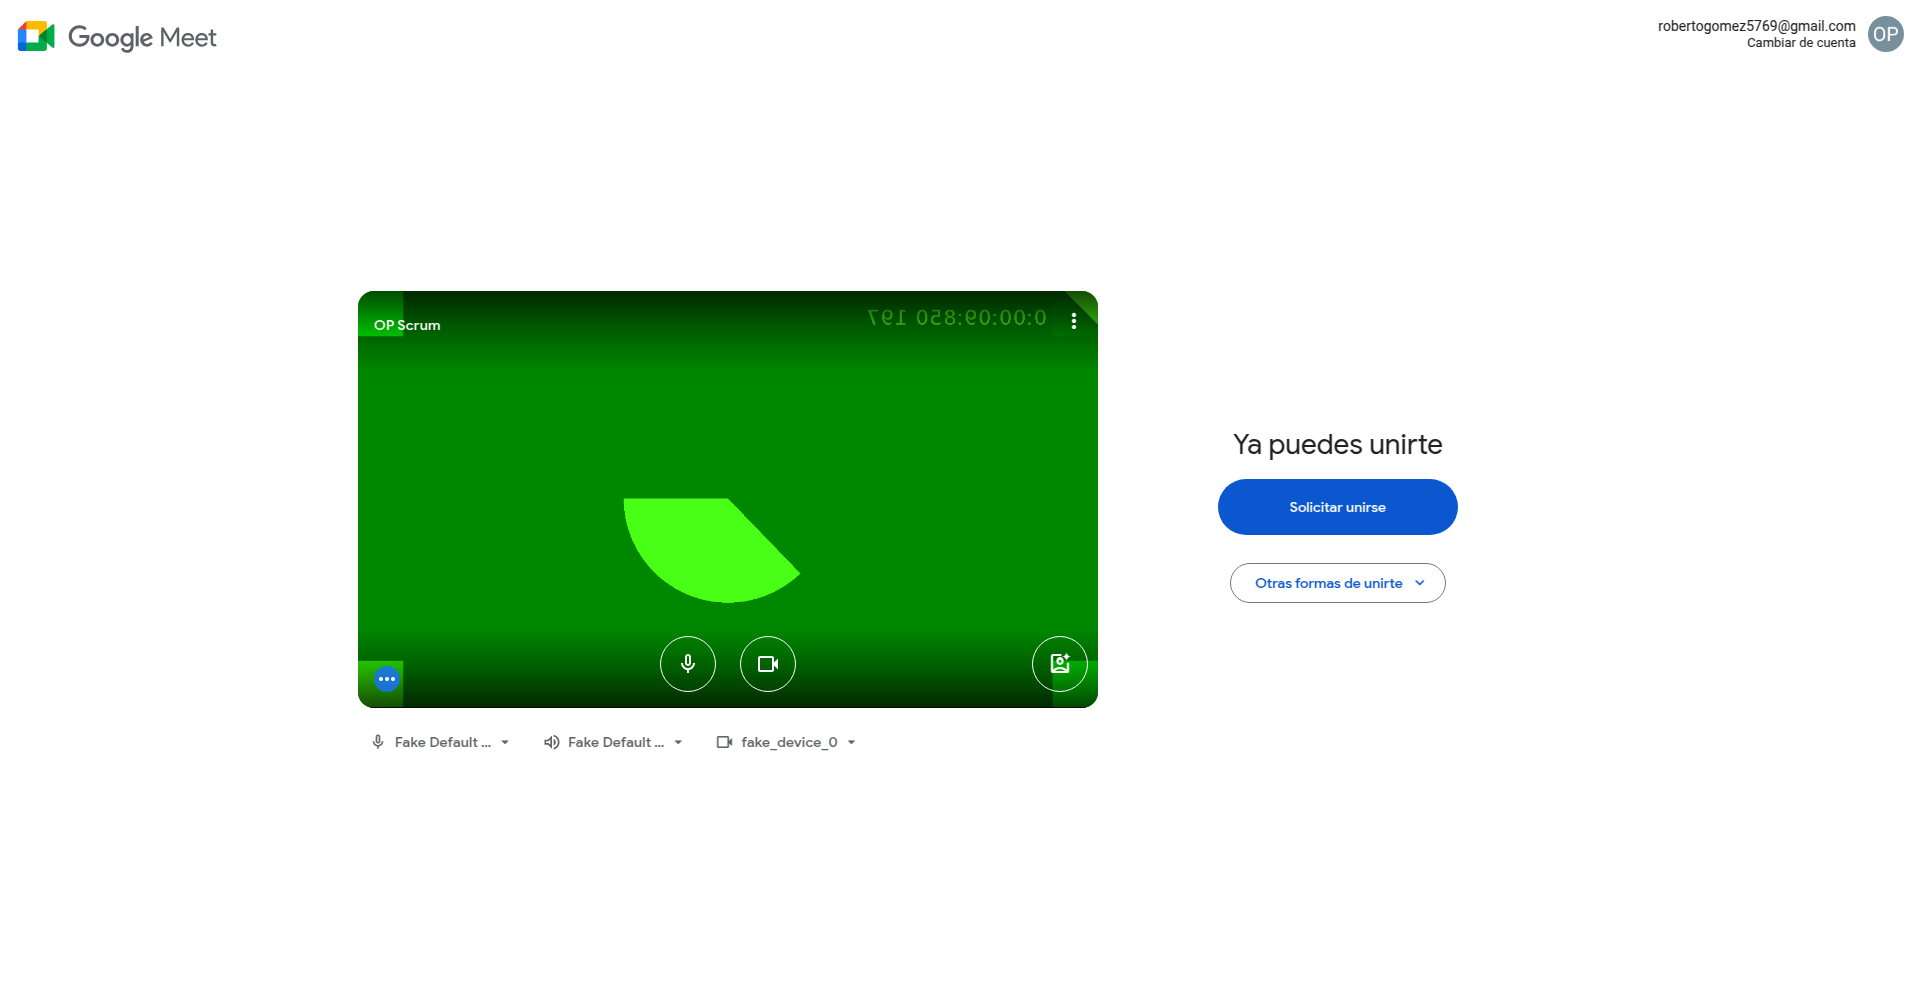 Google Meet
robertogomez5769@gmail.com
Cambiar de cuenta
OP
OP Scrum
0:00:09:850 197
Ya puedes unirte
Solicitar unirse
Otras formas de unirte
Fake Default ...
Fake Default ...
fake_device_0